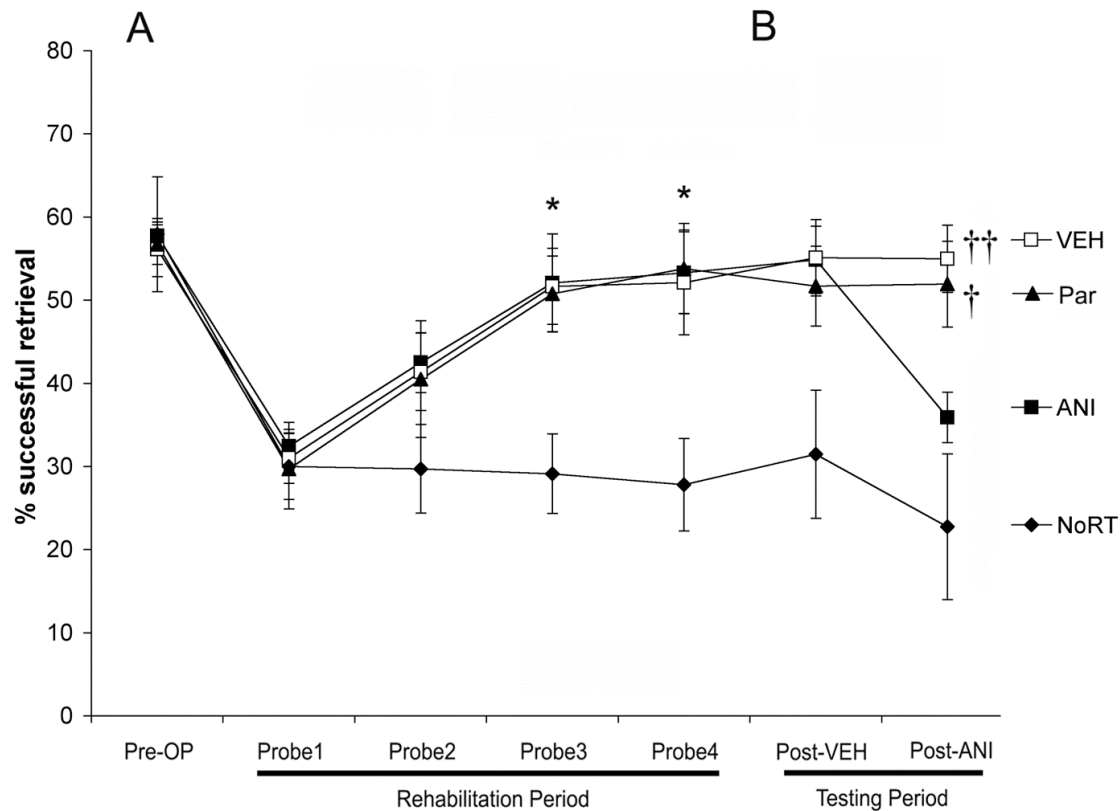 A
B
80
70
60
50
40
30
20
10
0
% successful retrieval
*
*
†† VEH
† Par
ANI
NoRT
Pre-OP Probe1 Probe2 Probe3 Probe4 Post-VEH Post-ANI
Rehabilitation Period Testing Period